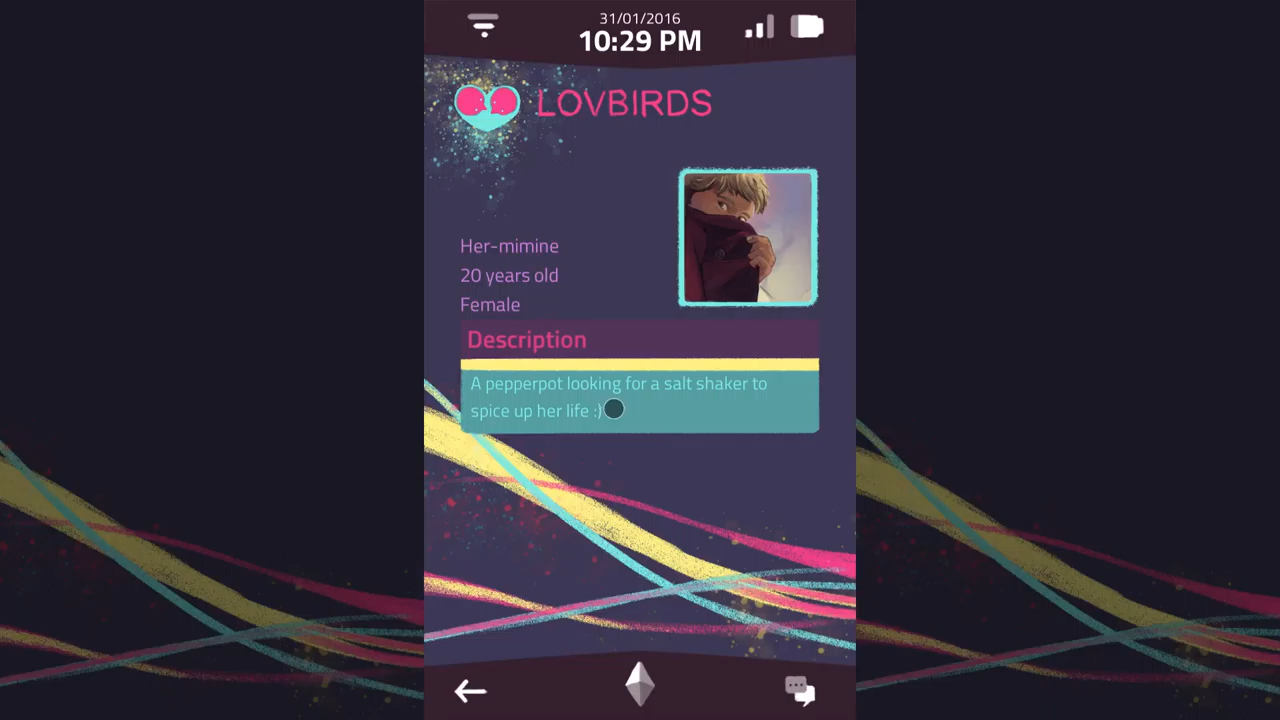 31/01/2016
10:29 PM
LOVBIRDS
Her-mimine
20 years old
Female
Description
A pepperpot looking for a salt shaker to
spice up her life :)